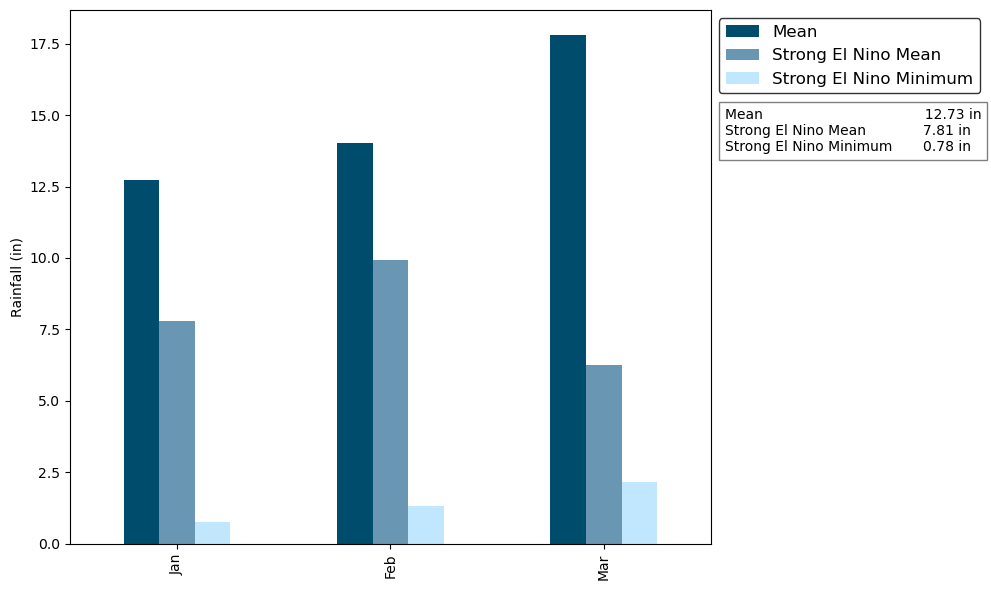 17.5
15.0
12.5
10.0
7.5
5.0
2.5
0.0
Rainfall (in)
Jan
Feb
Mar
Mean
Strong El Nino Mean
Strong El Nino Minimum
Mean 12.73 in
Strong El Nino Mean 7.81 in
Strong El Nino Minimum 0.78 in